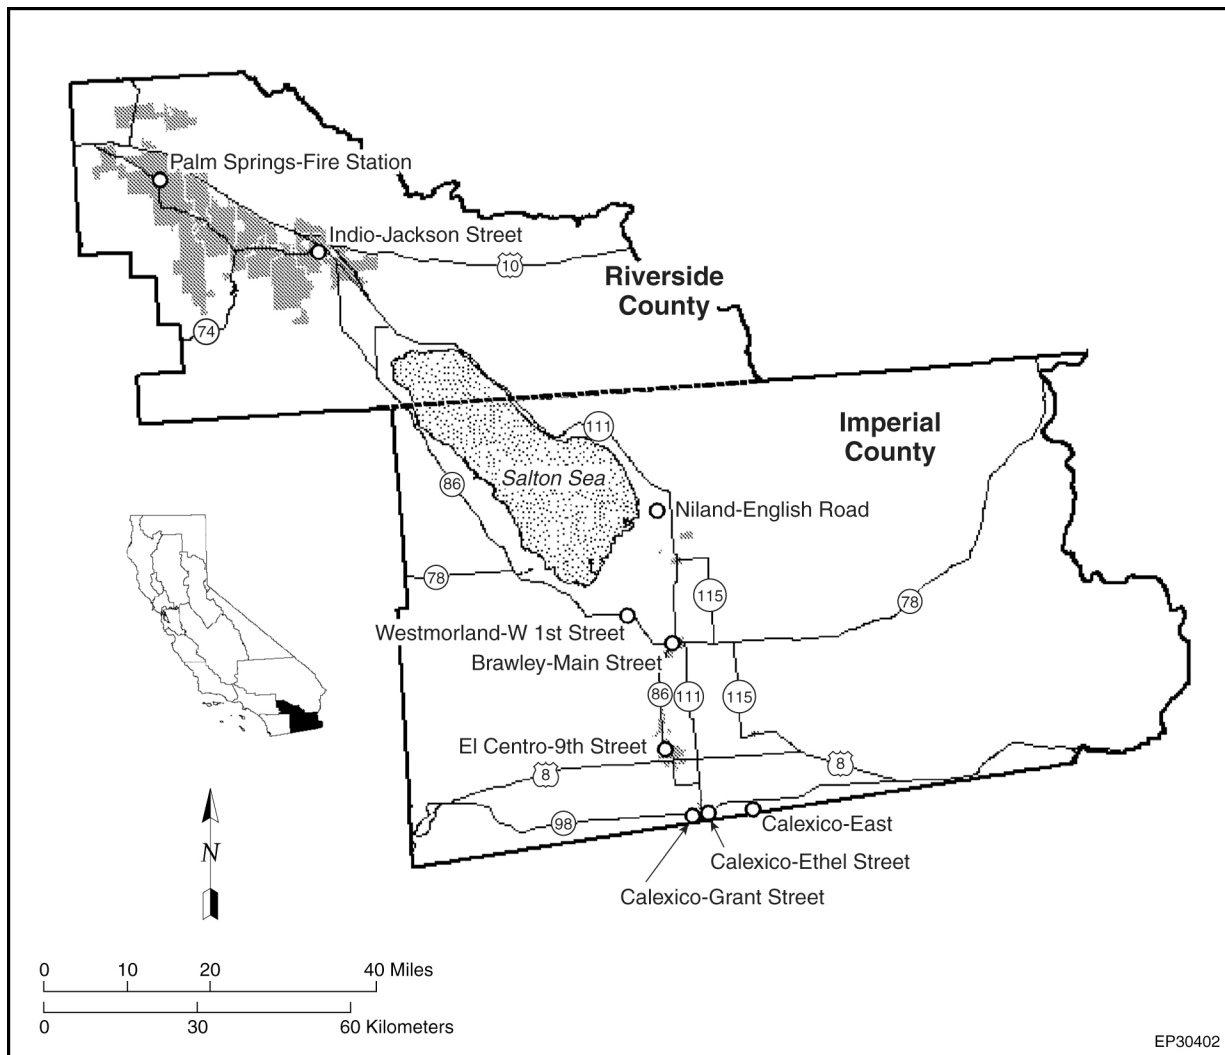 Palm Springs-Fire Station
Indio-Jackson Street
10
Riverside
County
74
111
Imperial
County
86
Salton Sea
Niland-English Road
78
115
78
Westmorland-W 1st Street
Brawley-Main Street
86
111
115
El Centro-9th Street
8
8
98
Calexico-East
Calexico-Ethel Street
Calexico-Grant Street
N
0 10 20 40 Miles
0 30 60 Kilometers
EP30402